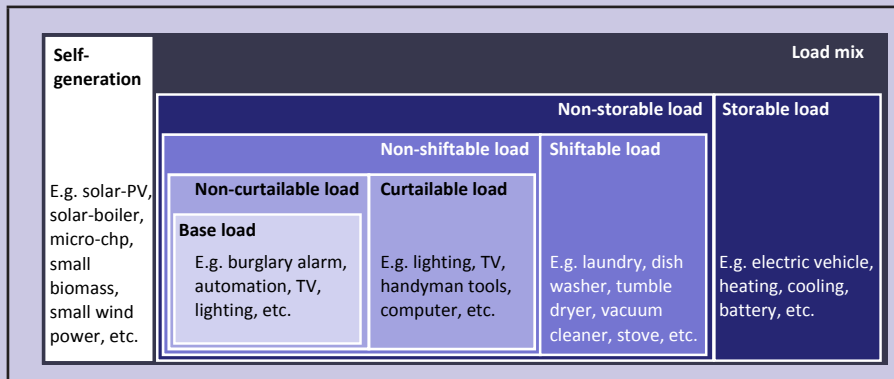 Self-
generation
Load mix
Non-storable load
Storable load
Non-shiftable load
Shiftable load
Non-curtailable load
Curtailable load
Base load
E.g. solar-PV,
solar-boiler,
micro-chp,
small
biomass,
small wind
power, etc.
E.g. burglary alarm,
automation, TV,
lighting, etc.
E.g. lighting, TV,
handyman tools,
computer, etc.
E.g. laundry, dish
washer, tumble
dryer, vacuum
cleaner, stove, etc.
E.g. electric vehicle,
heating, cooling,
battery, etc.